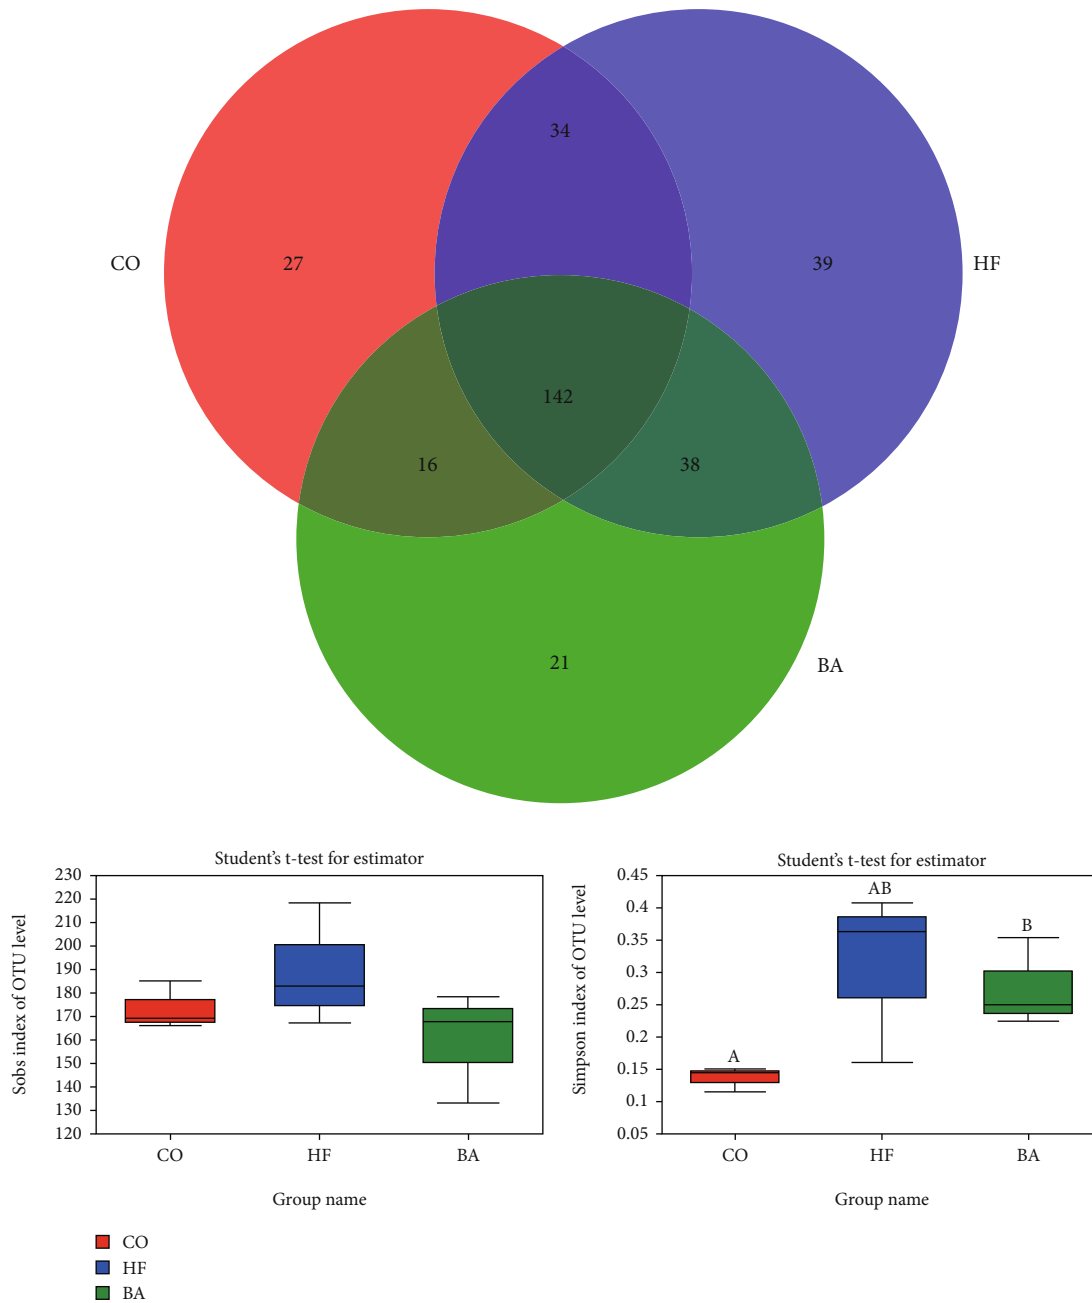 34
CO
27
39
HF
142
16
38
21
BA
Student's t-test for estimator
230
220
210
200
190
180
170
160
150
140
130
120
Sobs index of OTU level
CO
HF
BA
Group name
Student's t-test for estimator
0.45
0.4
0.35
0.3
0.25
0.2
0.15
0.1
0.05
Simpson index of OTU level
A
AB
B
CO
HF
BA
Group name
CO
HF
BA